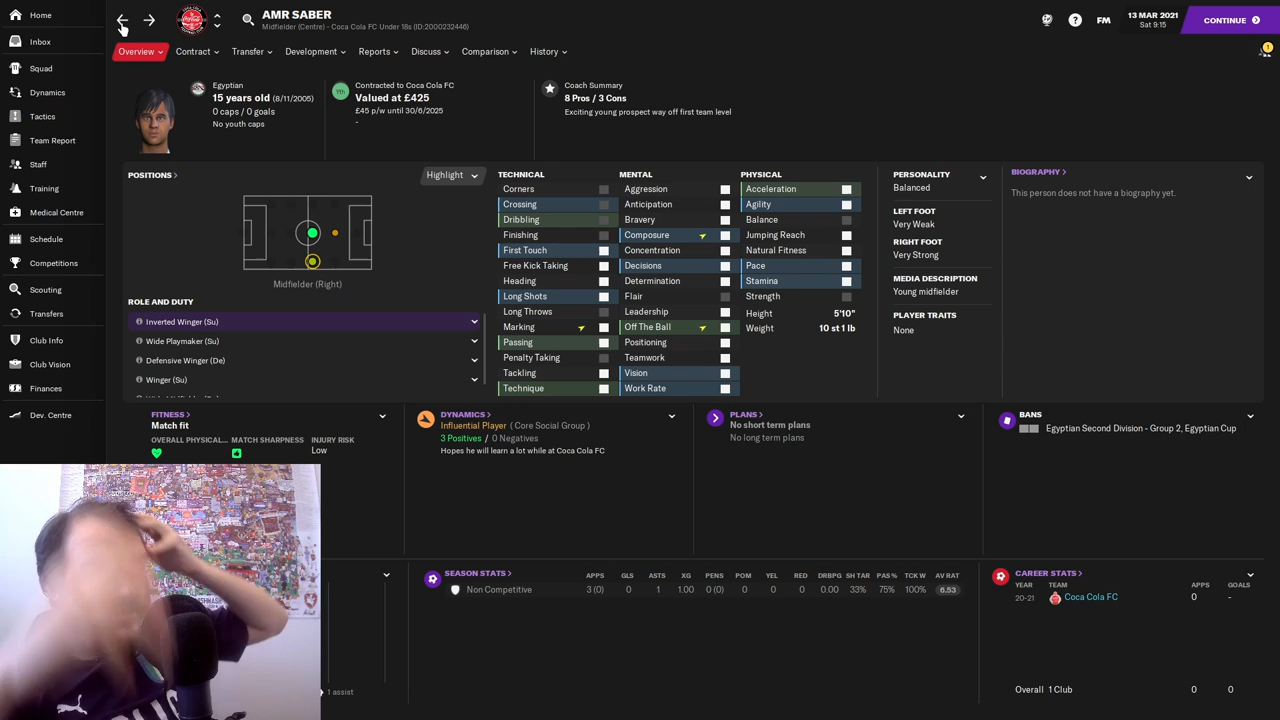 Home
Inbox
Squad
Dynamics
Tactics
Team Report
Staff
Training
Medical Centre
Schedule
Competitions
Scouting
Transfers
Club Info
Club Vision
Finances
Dev. Centre
AMR SABER
Midfielder (Centre) - Coca Cola FC Under 18s (ID:2000232446)
FM
13 MAR 2021
Sat 9:15
CONTINUE
1
Overview
Contract
Transfer
Development
Reports
Discuss
Comparison
History
Egyptian
15 years old (8/11/2005)
0 caps / 0 goals
No youth caps
Yth
Contracted to Coca Cola FC
Valued at £425
£45 p/w until 30/6/2025
-
Coach Summary
8 Pros / 3 Cons
Exciting young prospect way off first team level
POSITIONS
Highlight
Midfielder (Right)
ROLE AND DUTY
Inverted Winger (Su)
Wide Playmaker (Su)
Defensive Winger (De)
Winger (Su)
TECHNICAL
Corners
Crossing
Dribbling
Finishing
First Touch
Free Kick Taking
Heading
Long Shots
Long Throws
Marking
Passing
Penalty Taking
Tackling
Technique
MENTAL
Aggression
Anticipation
Bravery
Composure
Concentration
Decisions
Determination
Flair
Leadership
Off The Ball
Positioning
Teamwork
Vision
Work Rate
PHYSICAL
Acceleration
Agility
Balance
Jumping Reach
Natural Fitness
Pace
Stamina
Strength
Height 5'10"
Weight 10 st 1 lb
PERSONALITY
Balanced
LEFT FOOT
Very Weak
RIGHT FOOT
Very Strong
MEDIA DESCRIPTION
Young midfielder
PLAYER TRAITS
None
BIOGRAPHY
This person does not have a biography yet.
FITNESS
Match fit
OVERALL PHYSICAL... MATCH SHARPNESS INJURY RISK
Low
DYNAMICS
Influential Player ( Core Social Group )
3 Positives / 0 Negatives
Hopes he will learn a lot while at Coca Cola FC
PLANS
No short term plans
No long term plans
BANS
Egyptian Second Division - Group 2, Egyptian Cup
1 assist
SEASON STATS
APPS GLS ASTS XG PENS POM YEL RED DRBPG SH TAR PAS% TCK W AV RAT
Non Competitive 3 (0) 0 1 1.00 0 (0) 0 0 0 0.00 33% 75% 100% 6.53
CAREER STATS
YEAR TEAM APPS GOALS
20-21 Coca Cola FC 0 -
Overall 1 Club 0 0